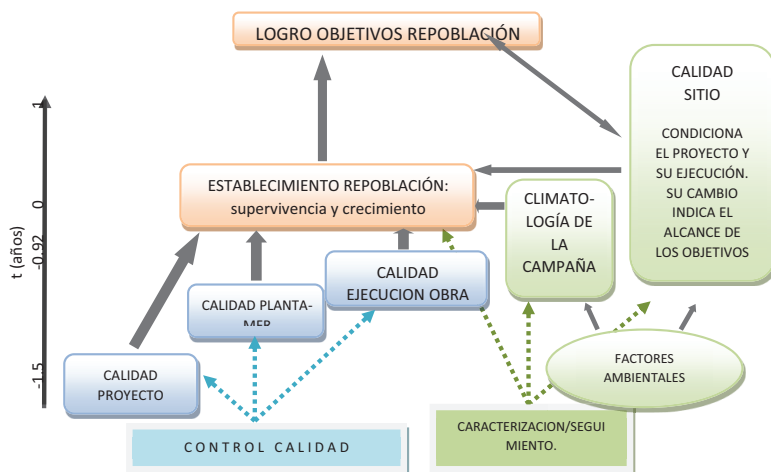 LOGRO OBJETIVOS REPOBLACIÓN
CALIDAD
SITIO
CONDICIONA
EL PROYECTO Y
SU EJECUCIÓN.
SU CAMBIO
INDICA EL
ALCANCE DE
LOS OBJETIVOS
ESTABLECIMIENTO REPOBLACIÓN:
supervivencia y crecimiento
CLIMATO-
LOGÍA DE
LA
CAMPAÑA
CALIDAD
EJECUCION OBRA
CALIDAD PLANTA-
MFR
CALIDAD
PROYECTO
FACTORES
AMBIENTALES
CONTROL CALIDAD
CARACTERIZACION/SEGUI
MIENTO.
t (años)
1
0
-0.92
-1.5